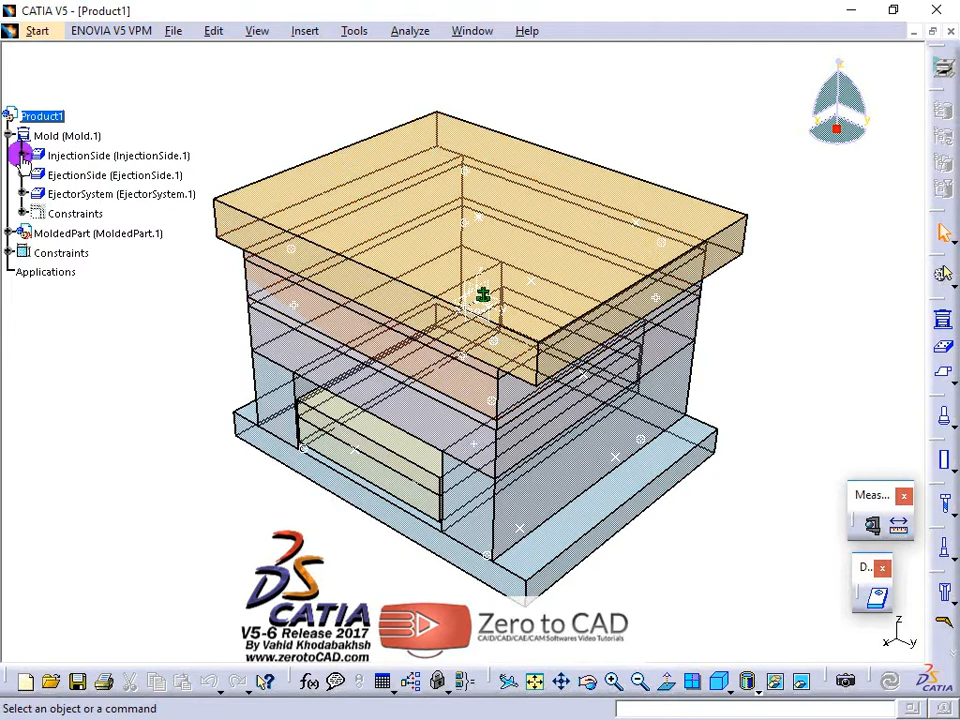 CATIA V5 - [Product1]
Start ENOVIA V5 VPM File Edit View Insert Tools Analyze Window Help
Product1
Mold (Mold.1)
InjectionSide (InjectionSide.1)
EjectionSide (EjectionSide.1)
EjectorSystem (EjectorSystem.1)
Constraints
MoldedPart (MoldedPart.1)
Constraints
Applications
z
y
Meas...
D...
CATIA
V5-6 Release 2017
By Vahid Khodabakhsh
www.zerotoCAD.com
Zero to CAD
CAD/CAD/CAE/CAM Softwares Video Tutorials
z
x y
f(x)
CATIA
Select an object or a command